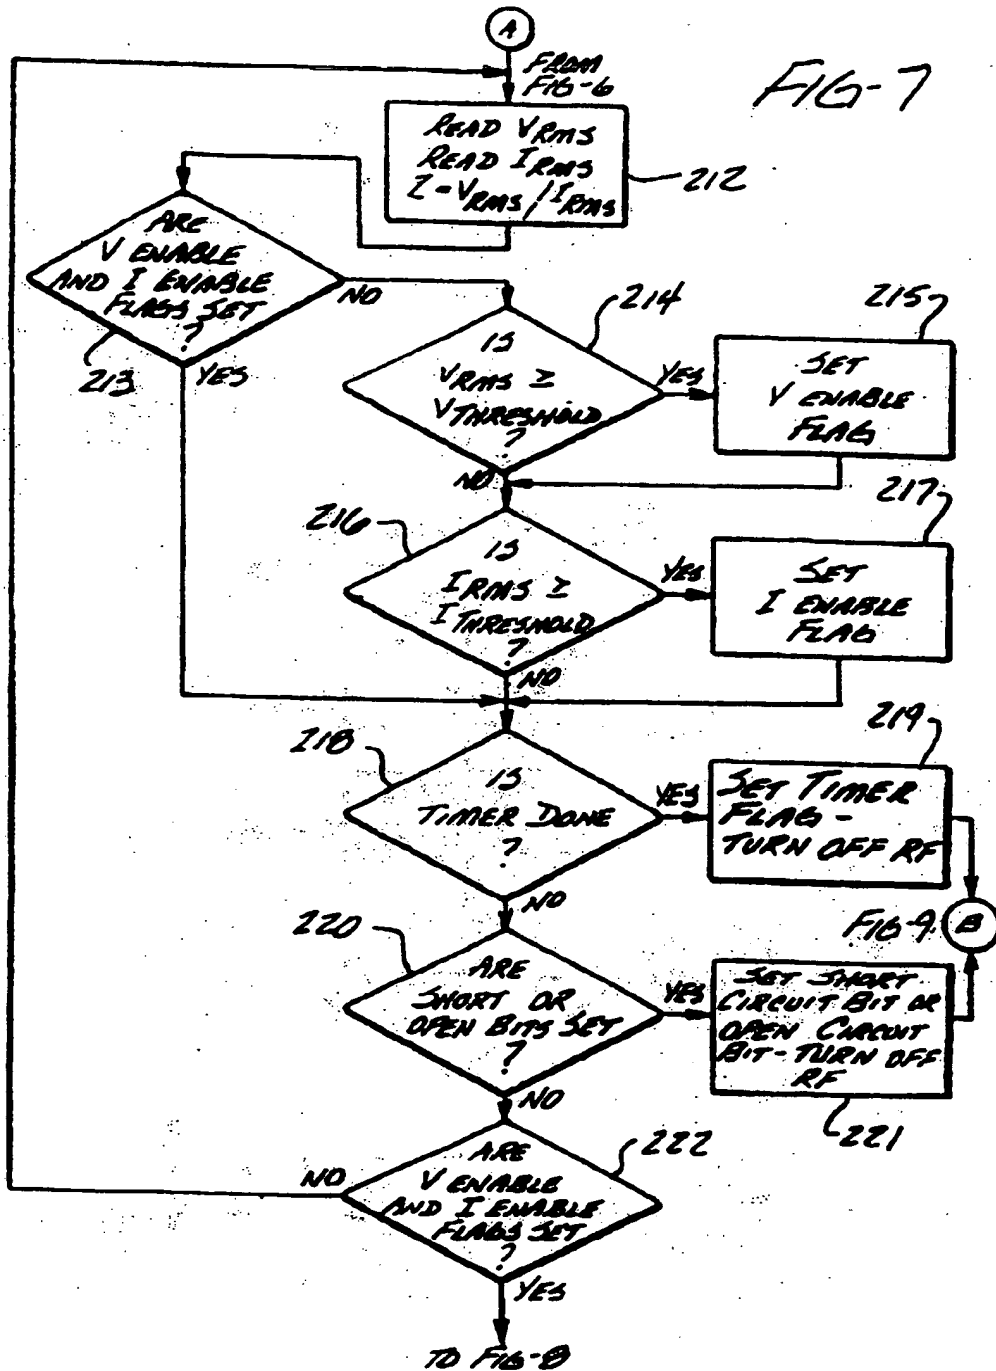 A
FROM
FIG-6
FIG-7
READ VRMS
READ IRMS
Z=VRMS/IRMS
212
ARE
V ENABLE
AND I ENABLE
FLAGS SET
?
213
NO
YES
214
IS
VRMS ≥
VTHRESHOLD
?
YES
NO
215
SET
V ENABLE
FLAG
216
IS
IRMS ≥
ITHRESHOLD
?
YES
NO
217
SET
I ENABLE
FLAG
218
IS
TIMER DONE
?
YES
NO
219
SET TIMER
FLAG-
TURN OFF RF
FIG-9
B
220
ARE
SHORT OR
OPEN BITS SET
?
YES
NO
SET SHORT
CIRCUIT BIT OR
OPEN CIRCUIT
BIT-TURN OFF
RF
221
222
ARE
V ENABLE
AND I ENABLE
FLAGS SET
?
NO
YES
TO FIG-8